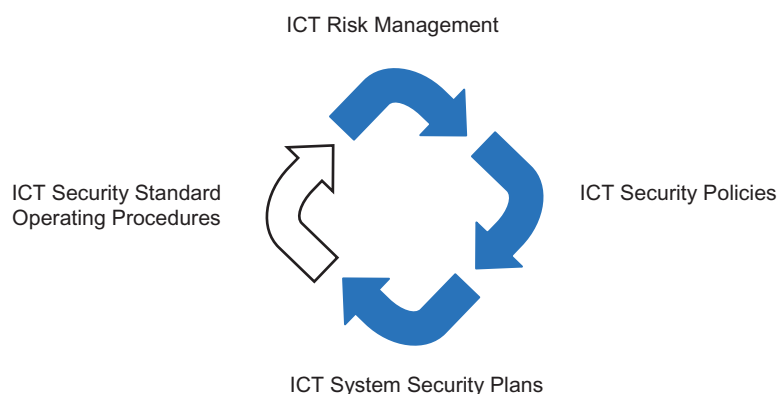 ICT Risk Management
ICT Security Standard
Operating Procedures
ICT Security Policies
ICT System Security Plans